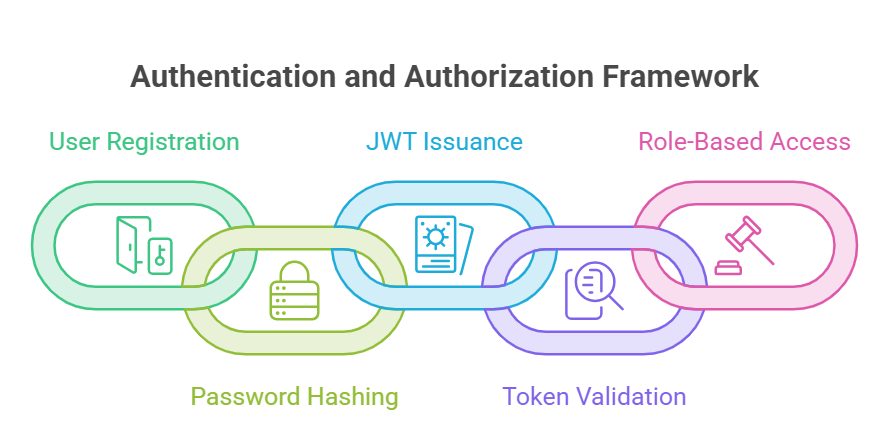 Authentication and Authorization Framework
User Registration
JWT Issuance
Role-Based Access
Password Hashing
Token Validation